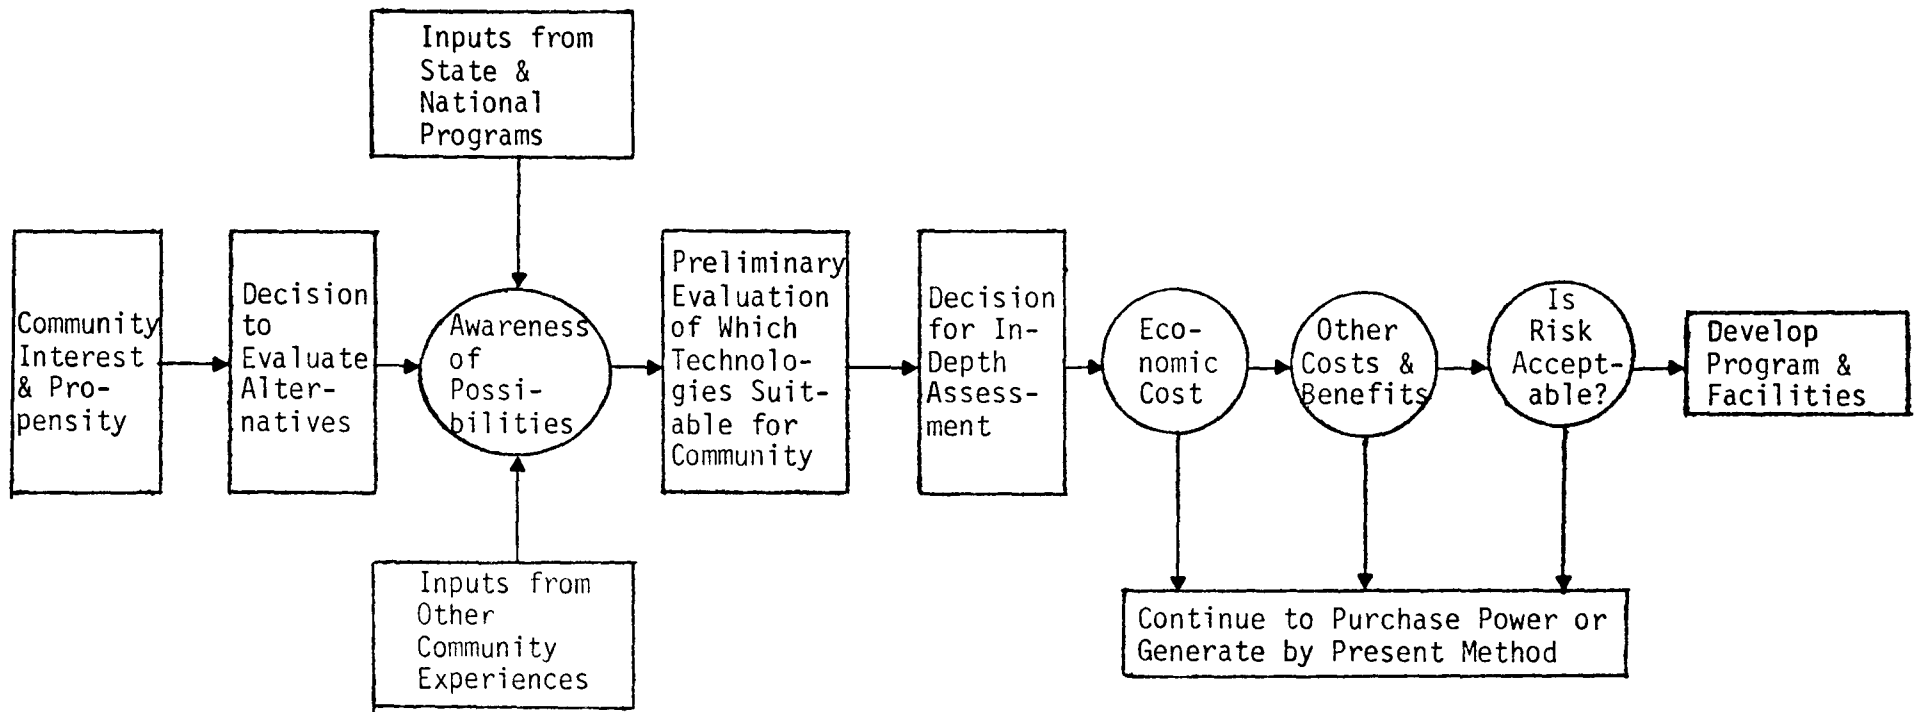 Inputs from
State &
National
Programs
Community
Interest
& Pro-
pensity
Decision
to
Evaluate
Alter-
natives
Awareness
of
Possi-
bilities
Inputs from
Other
Community
Experiences
Preliminary
Evaluation
of Which
Technolo-
gies Suit-
able for
Community
Decision
for In-
Depth
Assess-
ment
Eco-
nomic
Cost
Other
Costs &
Benefits
Is
Risk
Accept-
able?
Develop
Program &
Facilities
Continue to Purchase Power or
Generate by Present Method